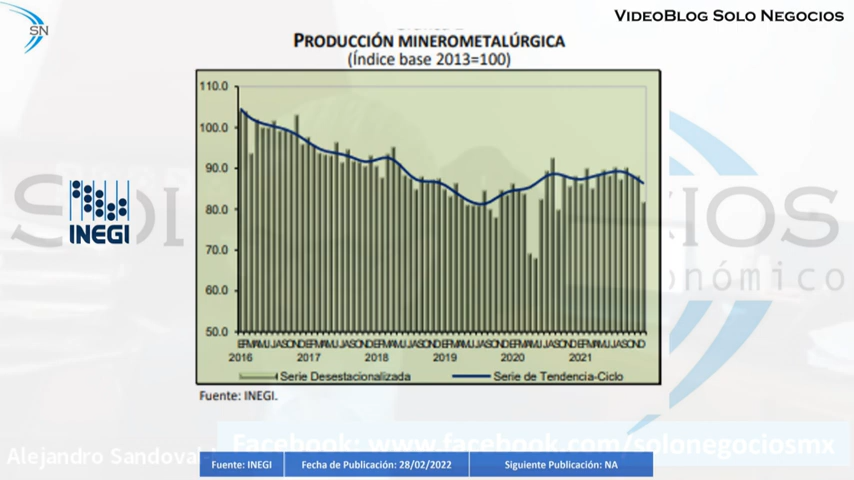 SN
VideoBlog Solo Negocios
PRODUCCIÓN MINEROMETALÚRGICA
(Índice base 2013=100)
110.0
100.0
90.0
80.0
70.0
60.0
50.0
2016 2017 2018 2019 2020 2021
Serie Desestacionalizada Serie de Tendencia-Ciclo
Fuente: INEGI.
INEGI
Facebook: www.facebook.com/solonegociosmx
Alejandro Sandoval
Fuente: INEGI Fecha de Publicación: 28/02/2022 Siguiente Publicación: NA